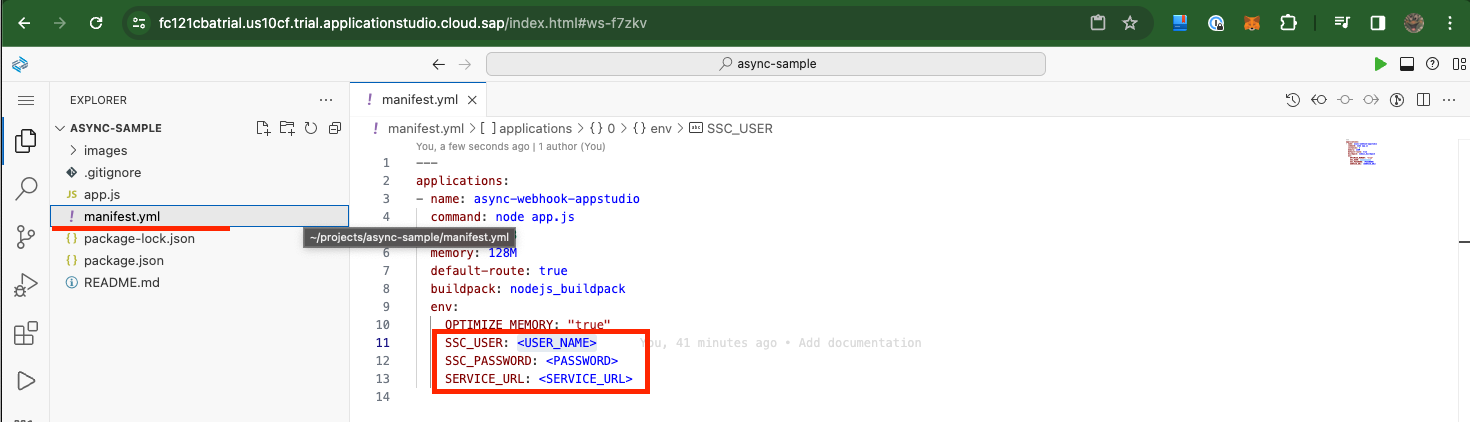 fc121cbatrial.us10cf.trial.applicationstudio.cloud.sap/index.html#ws-f7zkv
async-sample
EXPLORER
ASYNC-SAMPLE
images
.gitignore
JS app.js
! manifest.yml
{} package-lock.json
{} package.json
README.md
! manifest.yml
! manifest.yml > [ ] applications > {} 0 > {} env > abc SSC_USER
You, a few seconds ago | 1 author (You)
1 ---
2 applications:
3 - name: async-webhook-appstudio
4 command: node app.js
~/projects/async-sample/manifest.yml
6 memory: 128M
7 default-route: true
8 buildpack: nodejs_buildpack
9 env:
10 OPTIMIZE_MEMORY: "true"
11 SSC_USER: <USER_NAME> You, 41 minutes ago • Add documentation
12 SSC_PASSWORD: <PASSWORD>
13 SERVICE_URL: <SERVICE_URL>
14